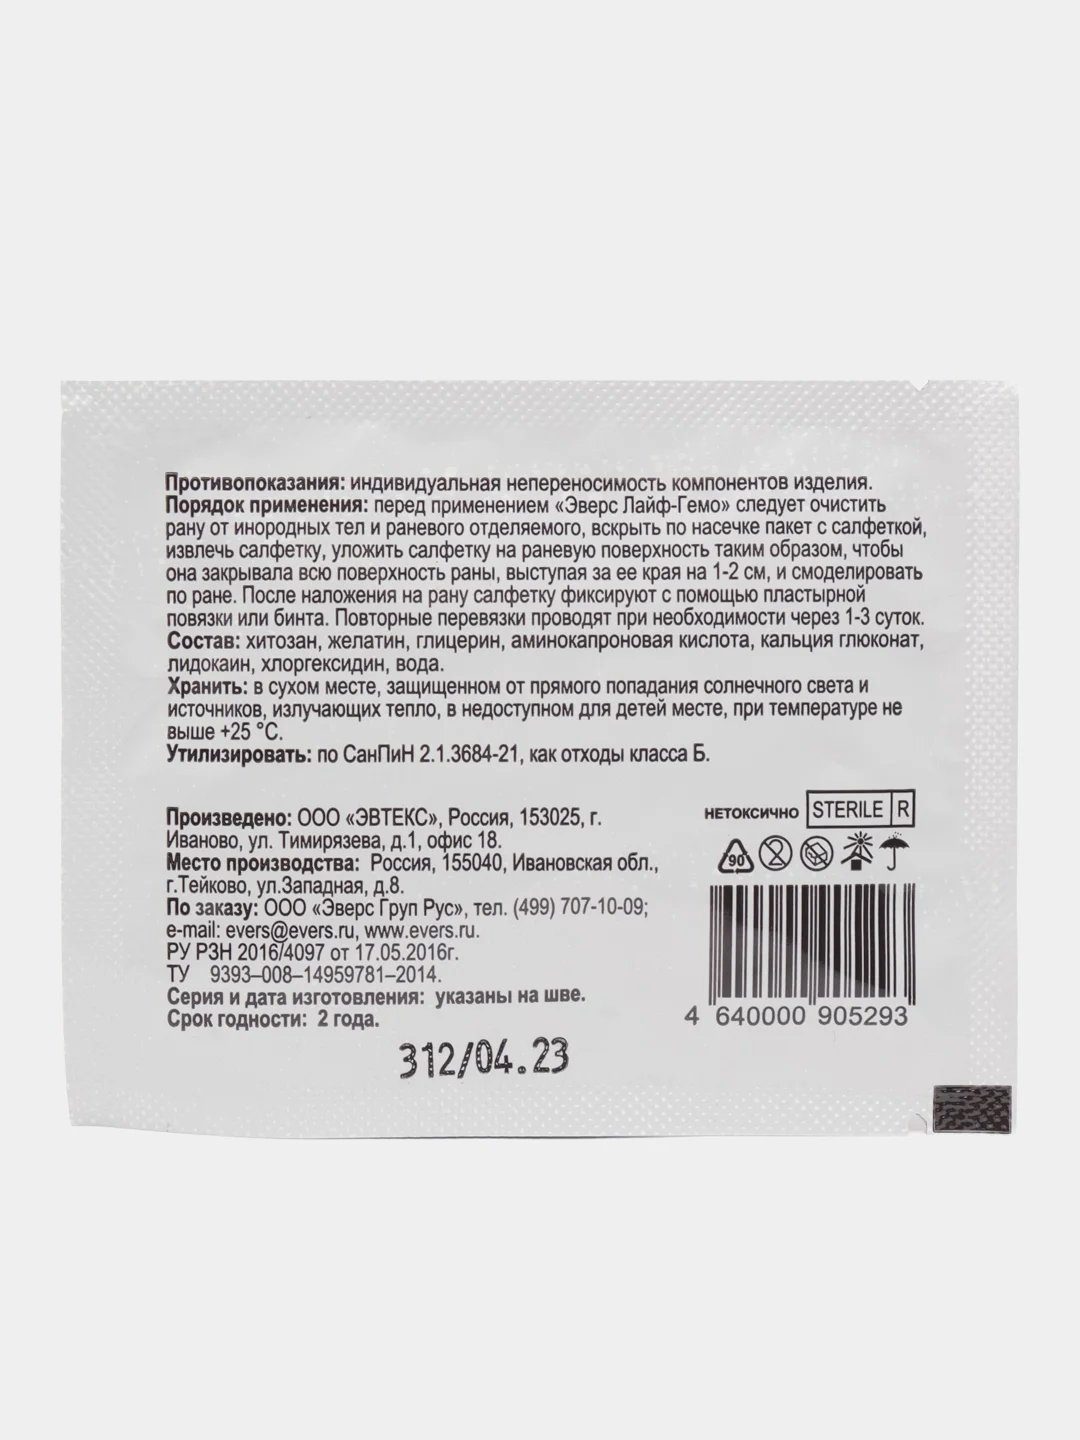 Противопоказания: индивидуальная непереносимость компонентов изделия.
Порядок применения: перед применением «Эверс Лайф-Гемо» следует очистить
рану от инородных тел и раневого отделяемого, вскрыть по насечке пакет с салфеткой,
извлечь салфетку, уложить салфетку на раневую поверхность таким образом, чтобы
она закрывала всю поверхность раны, выступая за ее края на 1-2 см, и смоделировать
по ране. После наложения на рану салфетку фиксируют с помощью пластырной
повязки или бинта. Повторные перевязки проводят при необходимости через 1-3 суток.
Состав: хитозан, желатин, глицерин, аминокапроновая кислота, кальция глюконат,
лидокаин, хлоргексидин, вода.
Хранить: в сухом месте, защищенном от прямого попадания солнечного света и
источников, излучающих тепло, в недоступном для детей месте, при температуре не
выше +25 °С.
Утилизировать: по СанПиН 2.1.3684-21, как отходы класса Б.
Произведено: ООО «ЭВТЕКС», Россия, 153025, г.
Иваново, ул. Тимирязева, д.1, офис 18.
Место производства: Россия, 155040, Ивановская обл.,
г.Тейково, ул.Западная, д.8.
По заказу: ООО «Эверс Груп Рус», тел. (499) 707-10-09;
e-mail: evers@evers.ru, www.evers.ru.
РУ РЗН 2016/4097 от 17.05.2016г.
ТУ 9393–008–14959781–2014.
Серия и дата изготовления: указаны на шве.
Срок годности: 2 года.
312/04.23
НЕТОКСИЧНО STERILE R
90 2
4 640000 905293